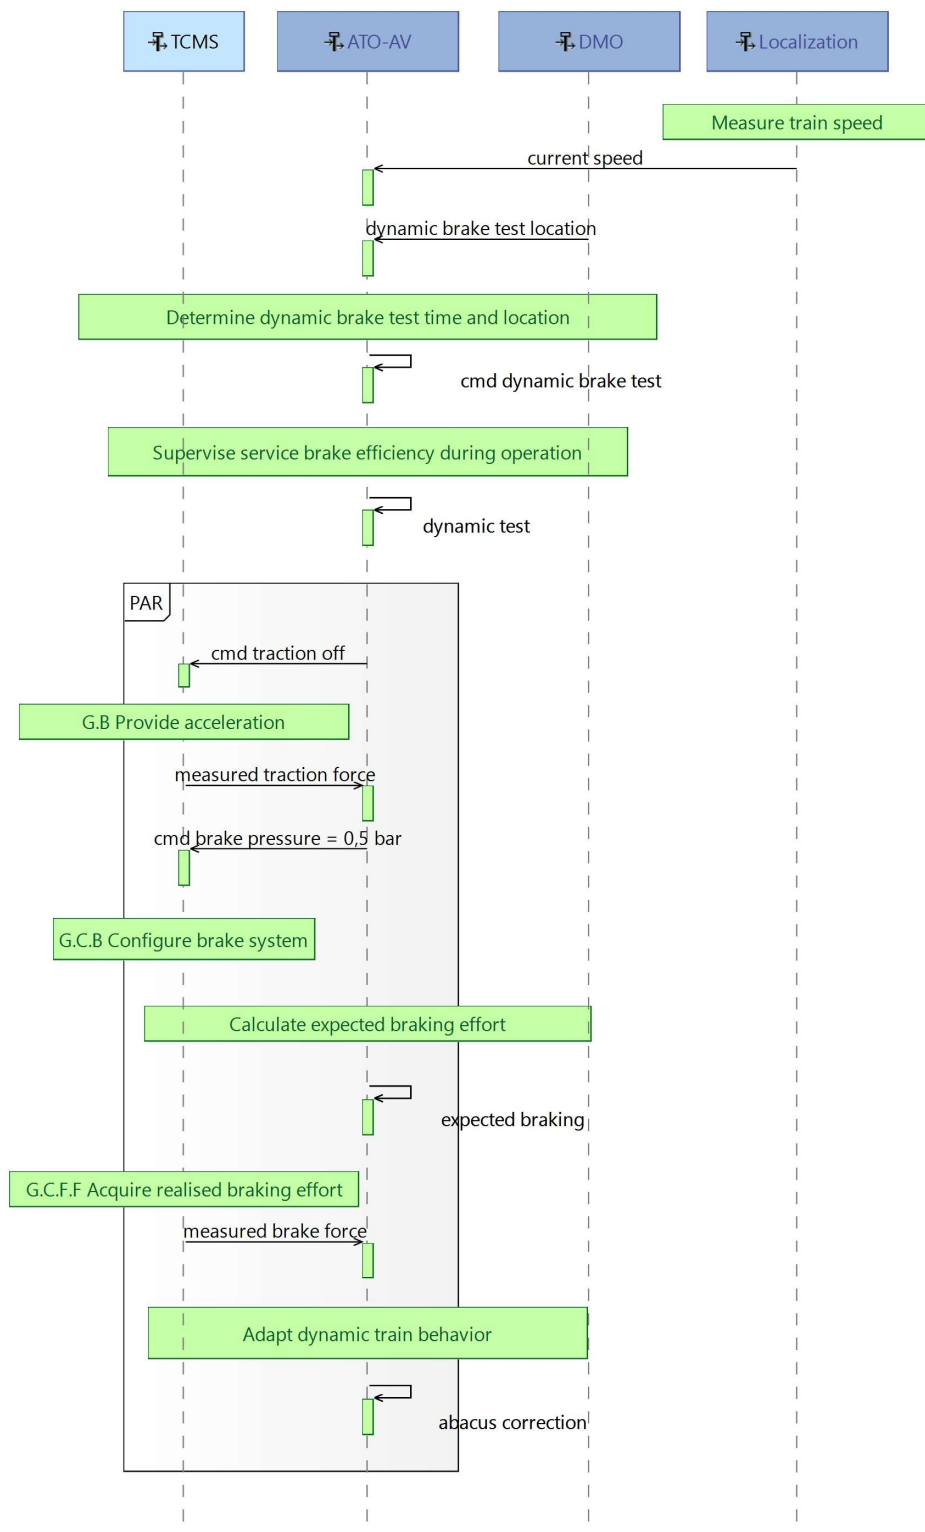 TCMS
ATO-AV
DMO
Localization
Measure train speed
current speed
dynamic brake test location
Determine dynamic brake test time and location
cmd dynamic brake test
Supervise service brake efficiency during operation
dynamic test
PAR
cmd traction off
G.B Provide acceleration
measured traction force
cmd brake pressure = 0,5 bar
G.C.B Configure brake system
Calculate expected braking effort
expected braking
G.C.F.F Acquire realised braking effort
measured brake force
Adapt dynamic train behavior
abacus correction